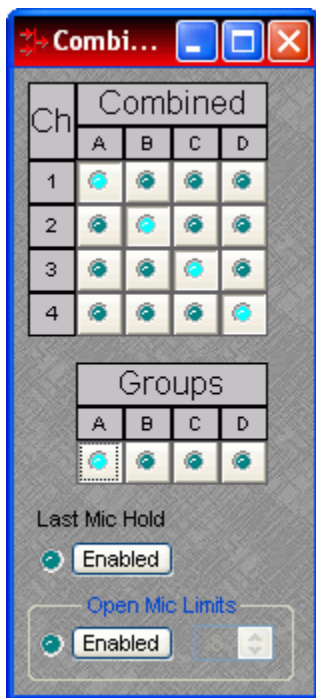 Combi...
Ch Combined
A B C D
1
2
3
4
Groups
A B C D
Last Mic Hold
Enabled
Open Mic Limits
Enabled